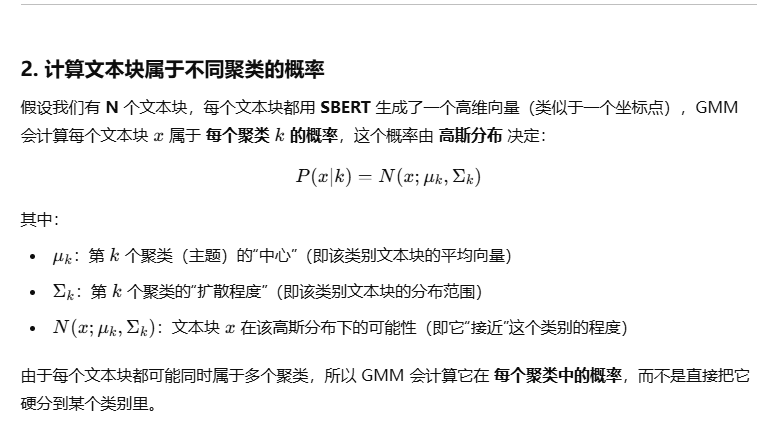 2. 计算文本块属于不同聚类的概率
假设我们有 N 个文本块，每个文本块都用 SBERT 生成了一个高维向量（类似于一个坐标点），GMM
会计算每个文本块 x 属于 每个聚类 k 的概率，这个概率由 高斯分布 决定：
P(x|k) = N(x; μ_k, Σ_k)
其中：
• μ_k：第 k 个聚类（主题）的“中心”（即该类别文本块的平均向量）
• Σ_k：第 k 个聚类的“扩散程度”（即该类别文本块的分布范围）
• N(x; μ_k, Σ_k)：文本块 x 在该高斯分布下的可能性（即它“接近”这个类别的程度）
由于每个文本块都可能同时属于多个聚类，所以 GMM 会计算它在 每个聚类中的概率，而不是直接把它
硬分到某个类别里。